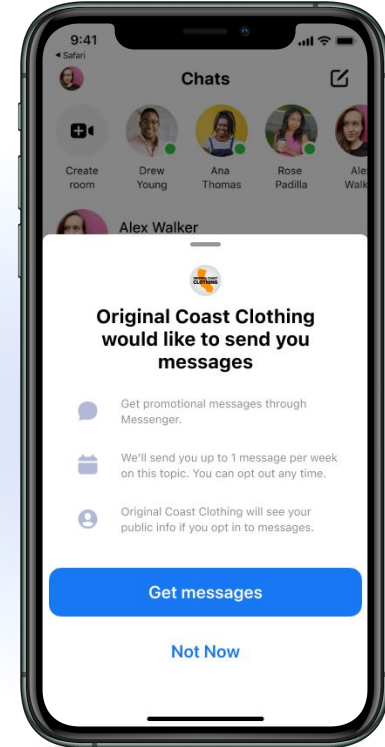 9:41
◂ Safari
Chats
Create room
Drew Young
Ana Thomas
Rose Padilla
Ale
Walk
Alex Walker
CLOTHING
Original Coast Clothing
would like to send you
messages
Get promotional messages through
Messenger.
We'll send you up to 1 message per week
on this topic. You can opt out any time.
Original Coast Clothing will see your
public info if you opt in to messages.
Get messages
Not Now